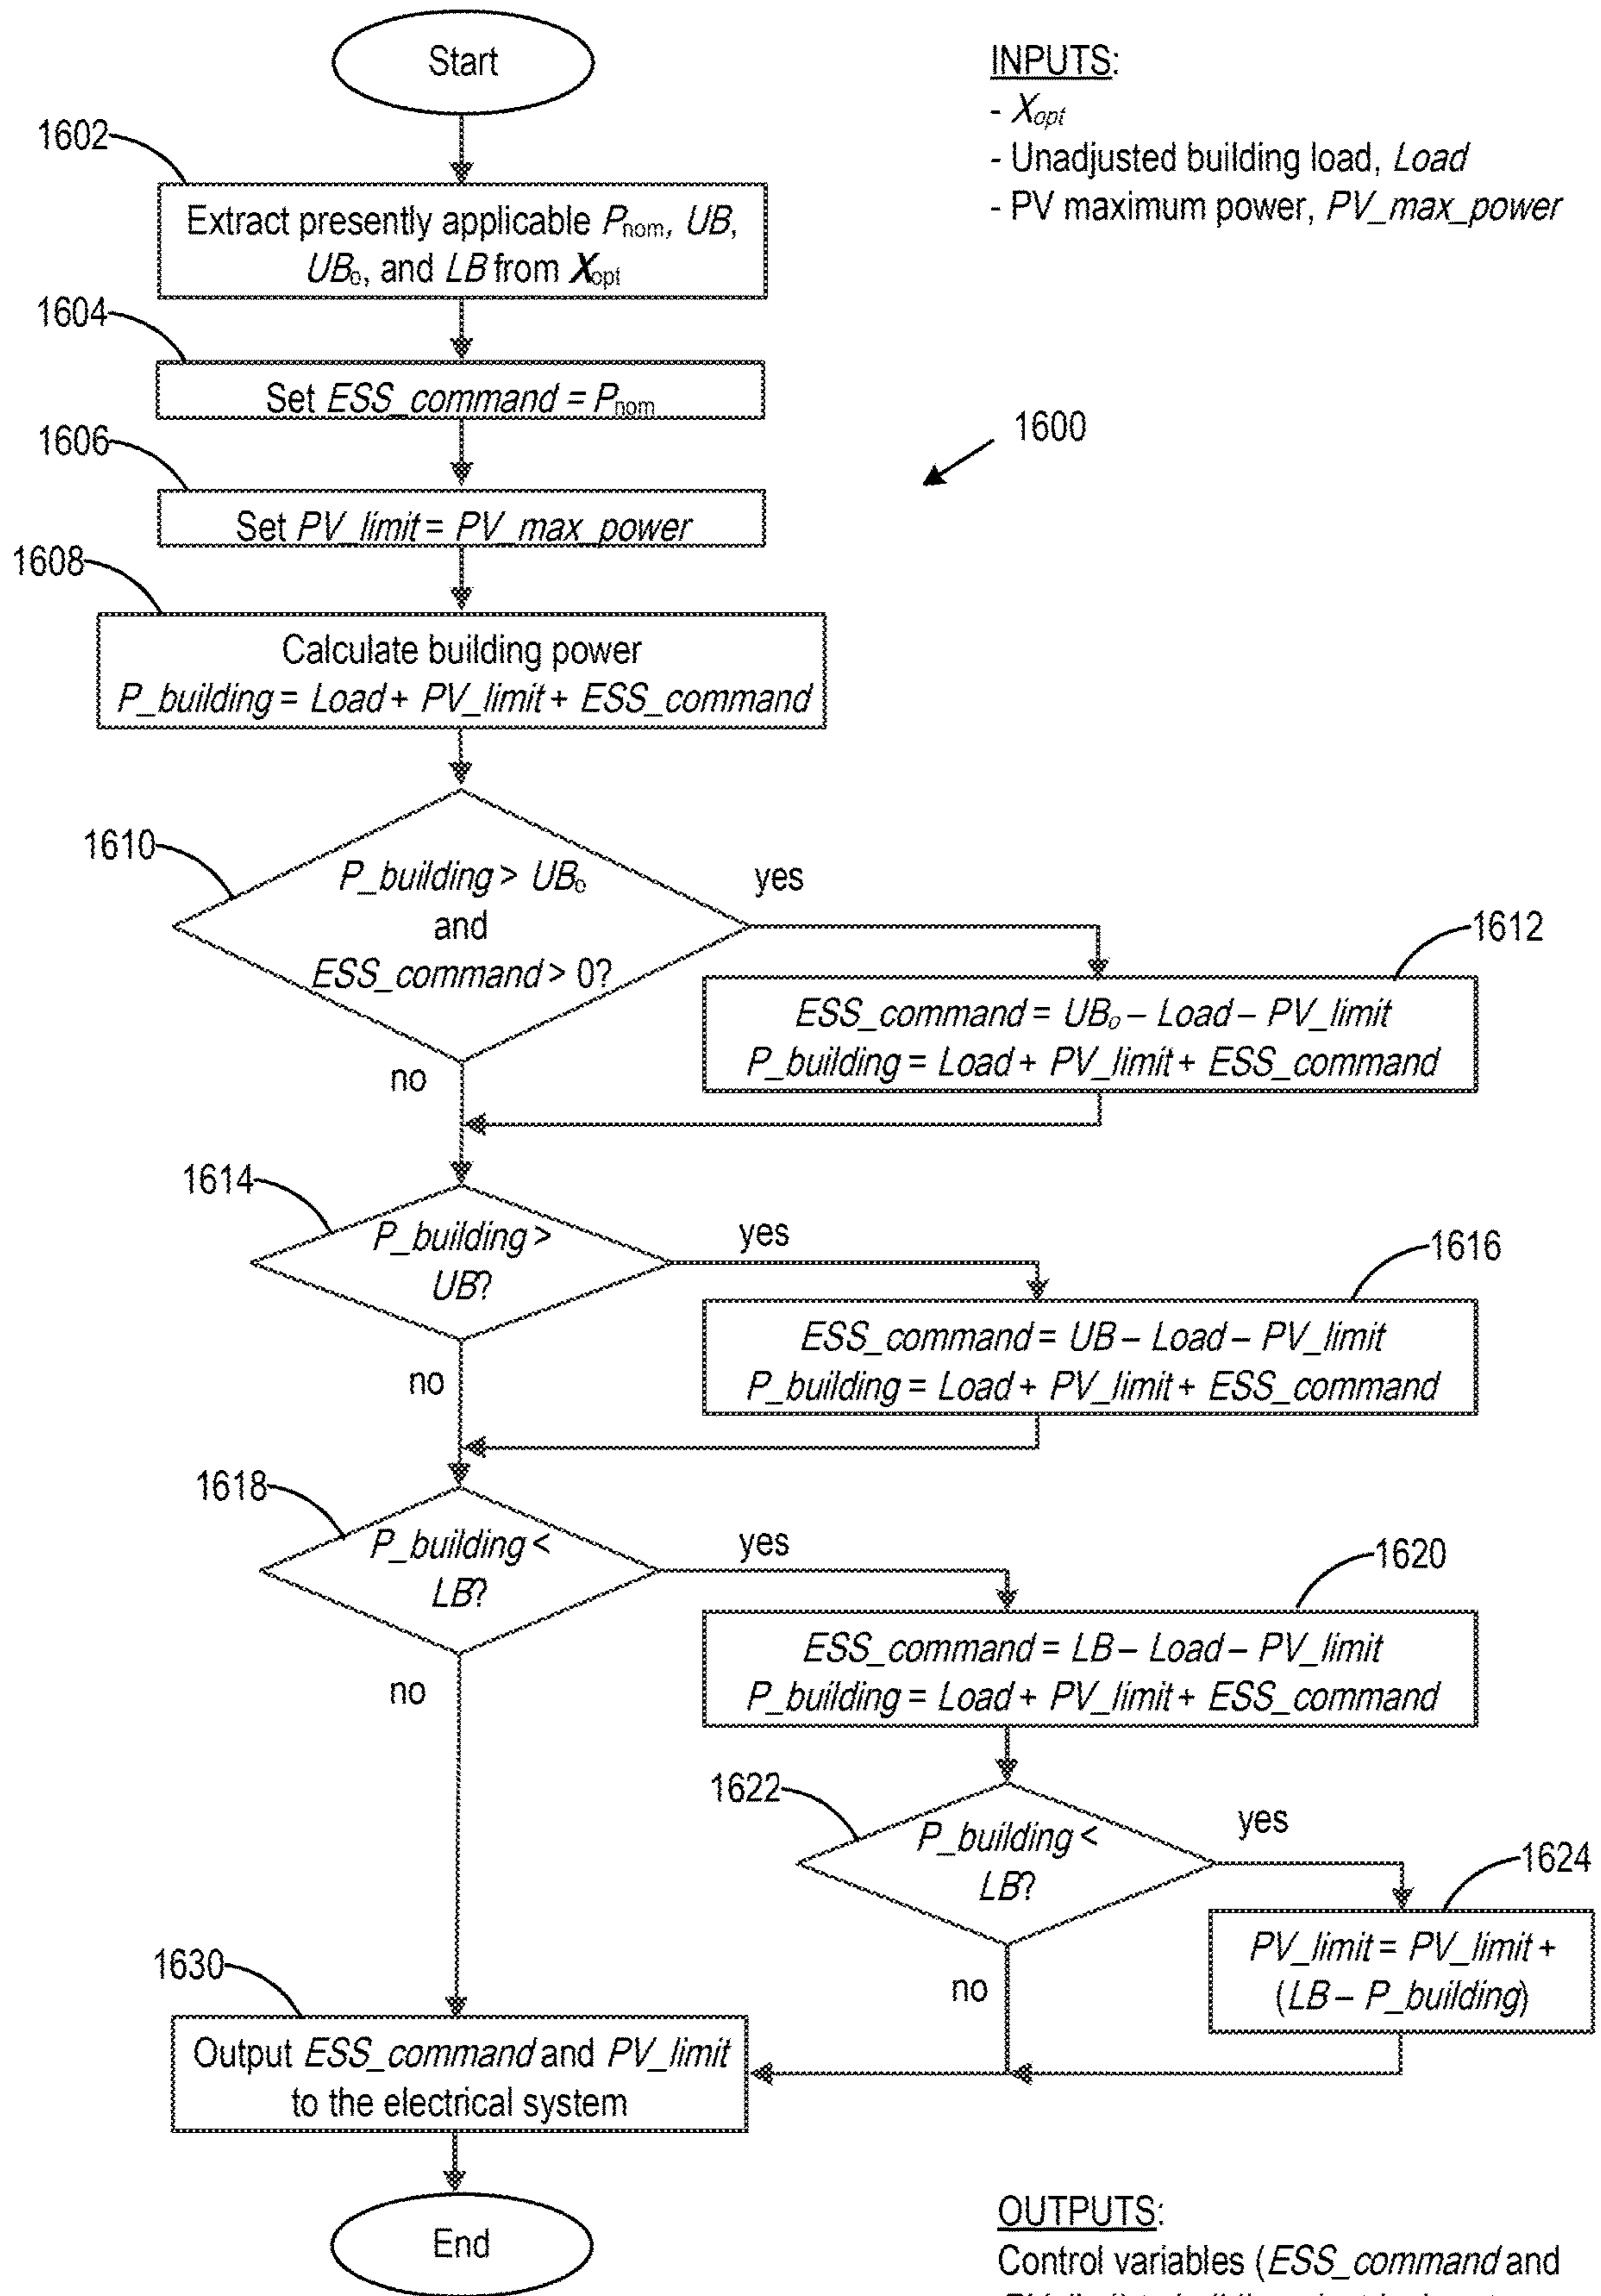 Start
INPUTS:
- Xopt
- Unadjusted building load, Load
- PV maximum power, PV_max_power
1602
Extract presently applicable Pnom, UB,
UBo, and LB from Xopt
1604
Set ESS_command = Pnom
1606
Set PV_limit = PV_max_power
1600
1608
Calculate building power
P_building = Load + PV_limit + ESS_command
1610
P_building > UBo
and
ESS_command > 0?
yes
no
1612
ESS_command = UBo – Load – PV_limit
P_building = Load + PV_limit + ESS_command
1614
P_building >
UB?
yes
no
1616
ESS_command = UB – Load – PV_limit
P_building = Load + PV_limit + ESS_command
1618
P_building <
LB?
yes
no
1620
ESS_command = LB – Load – PV_limit
P_building = Load + PV_limit + ESS_command
1622
P_building <
LB?
yes
no
1624
PV_limit = PV_limit +
(LB – P_building)
1630
Output ESS_command and PV_limit
to the electrical system
End
OUTPUTS:
Control variables (ESS_command and